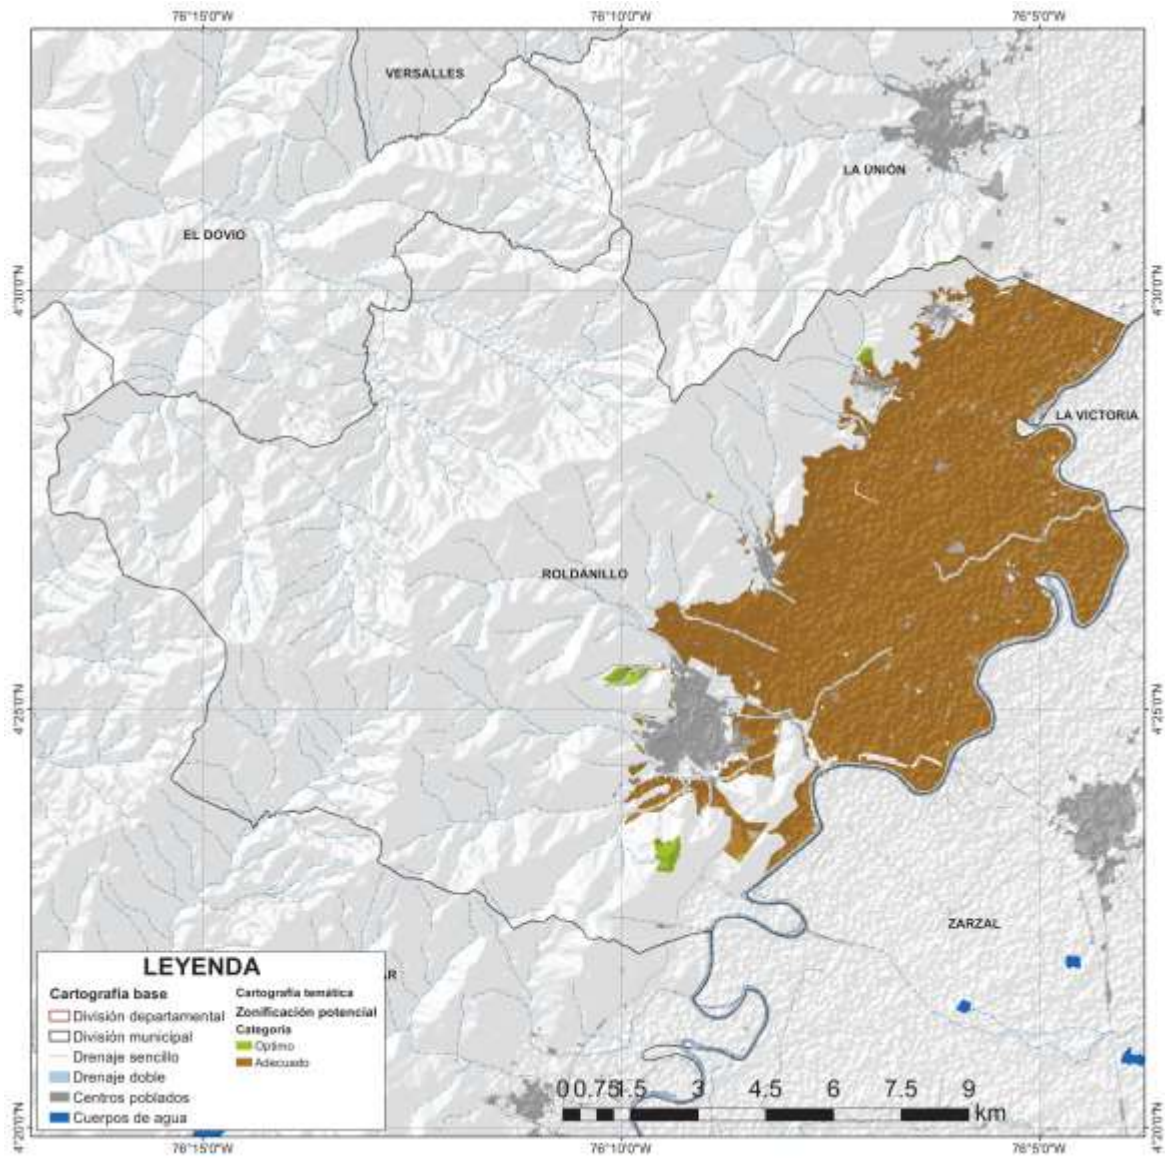 76°15'0"W 76°10'0"W 76°5'0"W
VERSALLES
LA UNIÓN
EL DOVIO
4°30'0"N 4°30'0"N
LA VICTORIA
ROLDANILLO
4°25'0"N 4°25'0"N
ZARZAL
AR
LEYENDA
Cartografía base
División departamental
División municipal
Drenaje sencillo
Drenaje doble
Centros poblados
Cuerpos de agua
Cartografía temática
Zonificación potencial
Categoría
Optimo
Adecuado
0 0.75 1.5 3 4.5 6 7.5 9
km
4°20'0"N 4°20'0"N
76°15'0"W 76°10'0"W 76°5'0"W